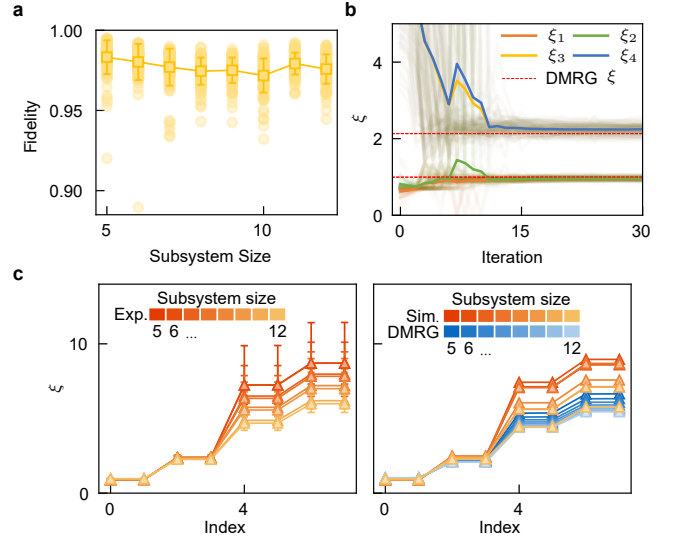 a
1.00
0.95
0.90
Fidelity
5
10
Subsystem Size
b
4
2
0
ξ
ξ1 ξ2
ξ3 ξ4
DMRG ξ
0
15
30
Iteration
c
10
0
ξ
Subsystem size
Exp.
5 6 ... 12
0
4
Index
Subsystem size
Sim.
DMRG
5 6 ... 12
0
4
Index